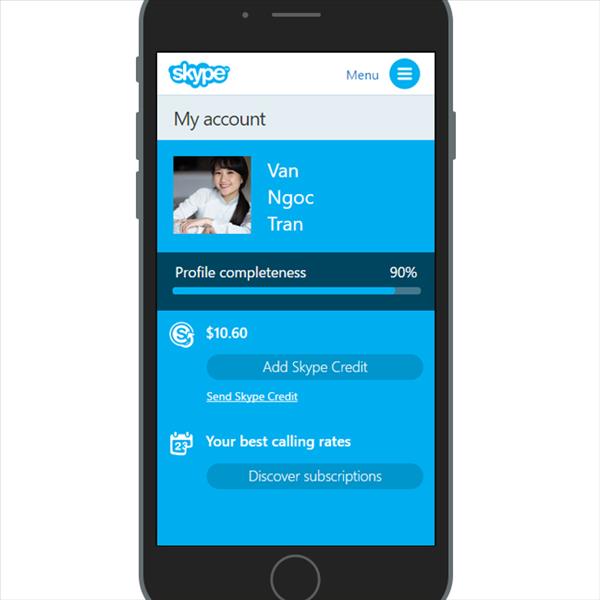 skype
Menu
My account
Van
Ngoc
Tran
Profile completeness 90%
$10.60
Add Skype Credit
Send Skype Credit
23
Your best calling rates
Discover subscriptions